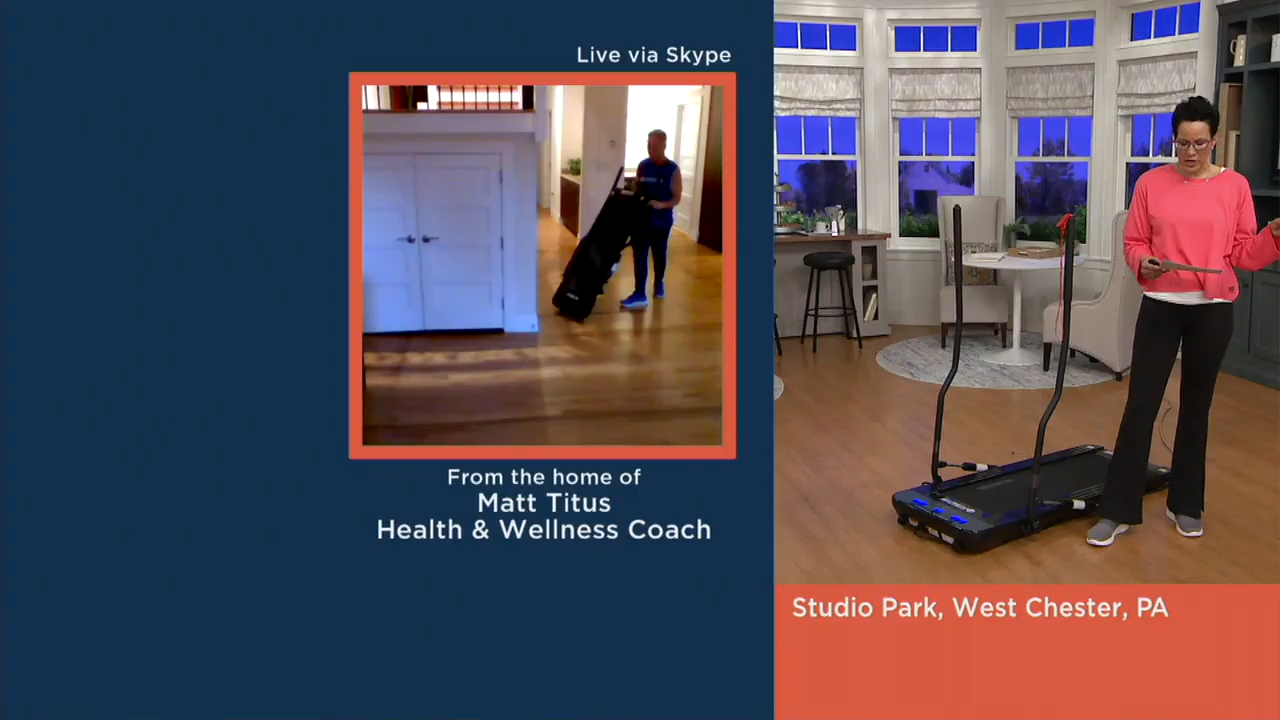 Live via Skype
From the home of
Matt Titus
Health & Wellness Coach
Studio Park, West Chester, PA